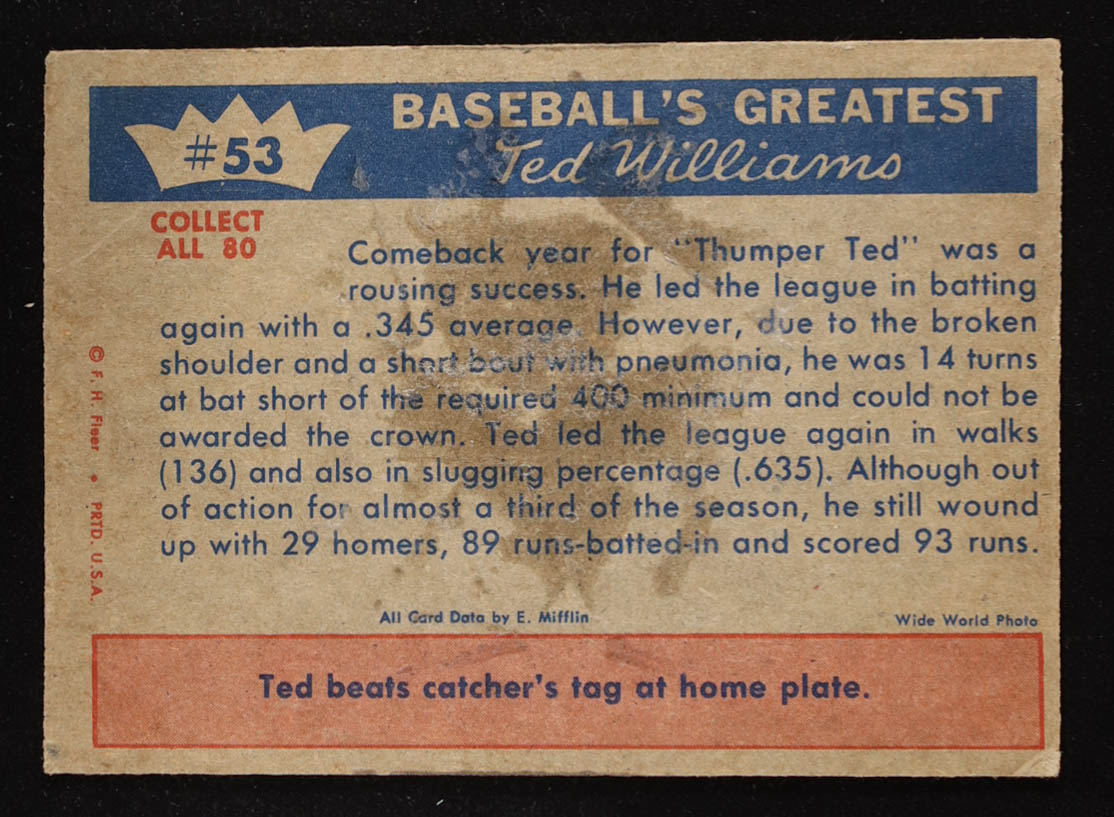 BASEBALL'S GREATEST
#53
Ted Williams
COLLECT
ALL 80
Comeback year for "Thumper Ted" was a
rousing success. He led the league in batting
again with a .345 average. However, due to the broken
shoulder and a short bout with pneumonia, he was 14 turns
at bat short of the required 400 minimum and could not be
awarded the crown. Ted led the league again in walks
(136) and also in slugging percentage (.635). Although out
of action for almost a third of the season, he still wound
up with 29 homers, 89 runs-batted-in and scored 93 runs.
© F. H. Fleer • PRTD. U.S.A.
All Card Data by E. Mifflin
Wide World Photo
Ted beats catcher's tag at home plate.